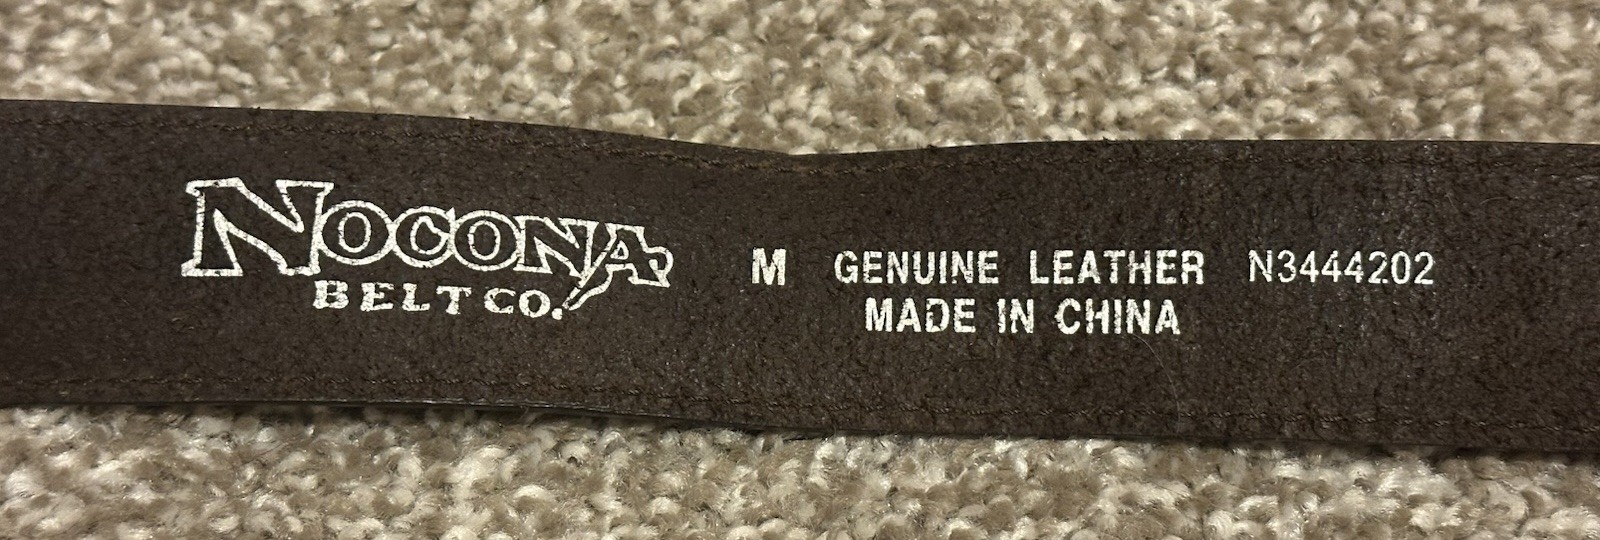 NOCONA
BELT CO.
M GENUINE LEATHER N3444202
MADE IN CHINA